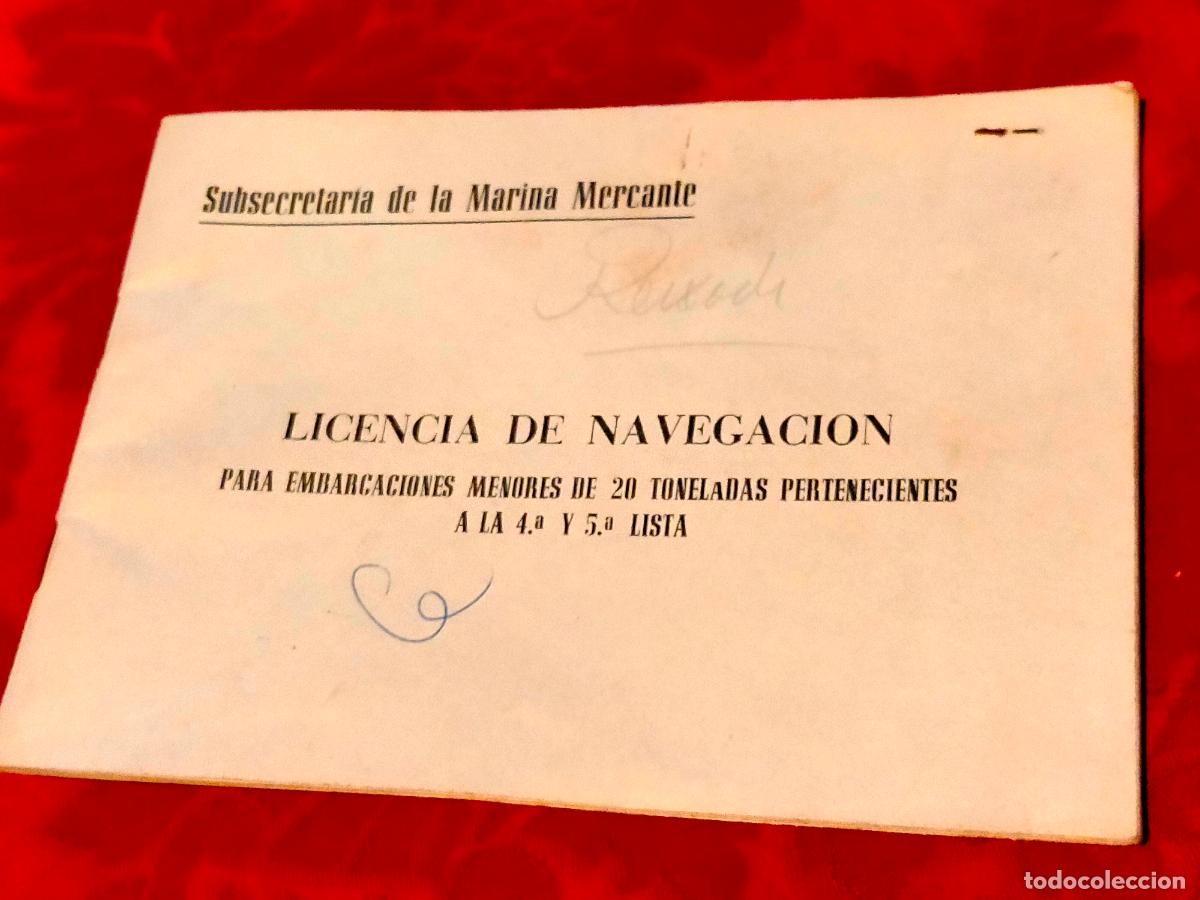 Subsecretaría de la Marina Mercante
LICENCIA DE NAVEGACION
PARA EMBARCACIONES MENORES DE 20 TONELADAS PERTENECIENTES
A LA 4.ª Y 5.ª LISTA
todocoleccion